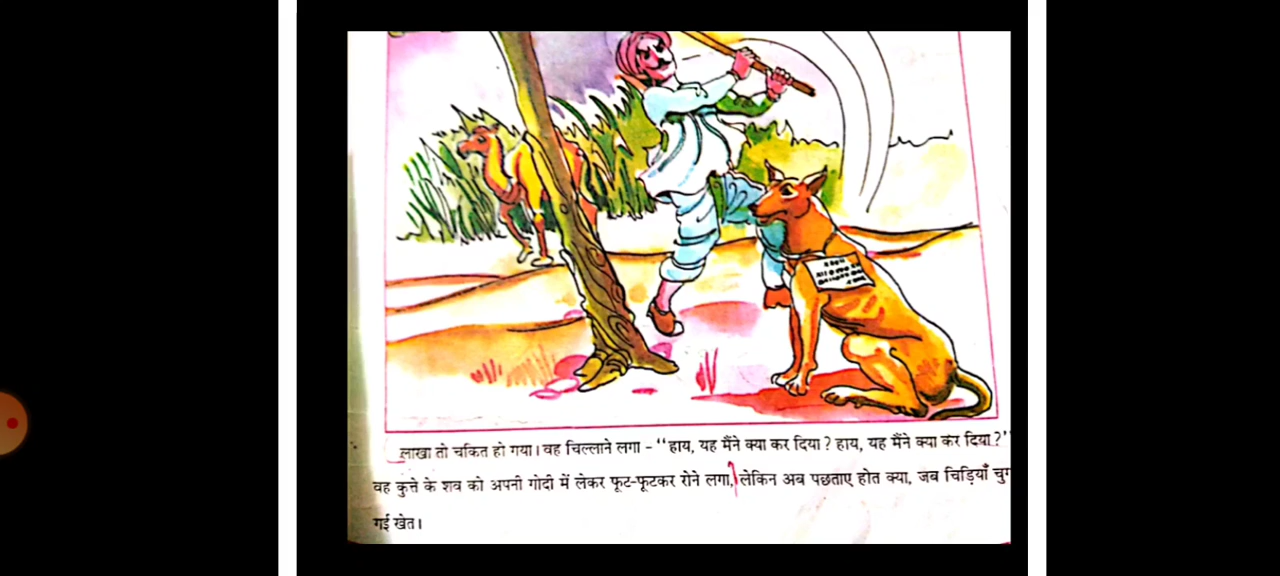 लाखा तो चकित हो गया। वह चिल्लाने लगा - ‘‘हाय, यह मैंने क्या कर दिया? हाय, यह मैंने क्या कर दिया?’’
वह कुत्ते के शव को अपनी गोदी में लेकर फूट-फूटकर रोने लगा, लेकिन अब पछताए होत क्या, जब चिड़ियाँ चुग
गई खेत।